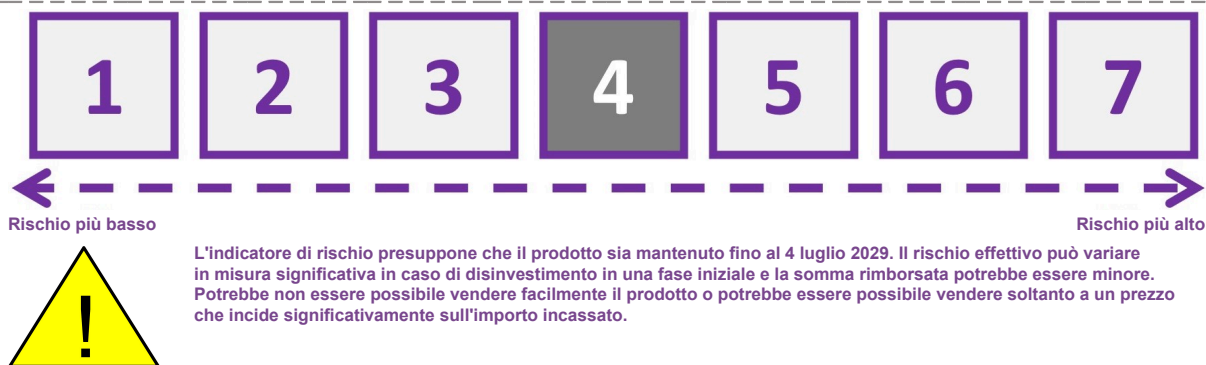 1 2 3 4 5 6 7
Rischio più basso Rischio più alto
L'indicatore di rischio presuppone che il prodotto sia mantenuto fino al 4 luglio 2029. Il rischio effettivo può variare
in misura significativa in caso di disinvestimento in una fase iniziale e la somma rimborsata potrebbe essere minore.
Potrebbe non essere possibile vendere facilmente il prodotto o potrebbe essere possibile vendere soltanto a un prezzo
che incide significativamente sull'importo incassato.
!